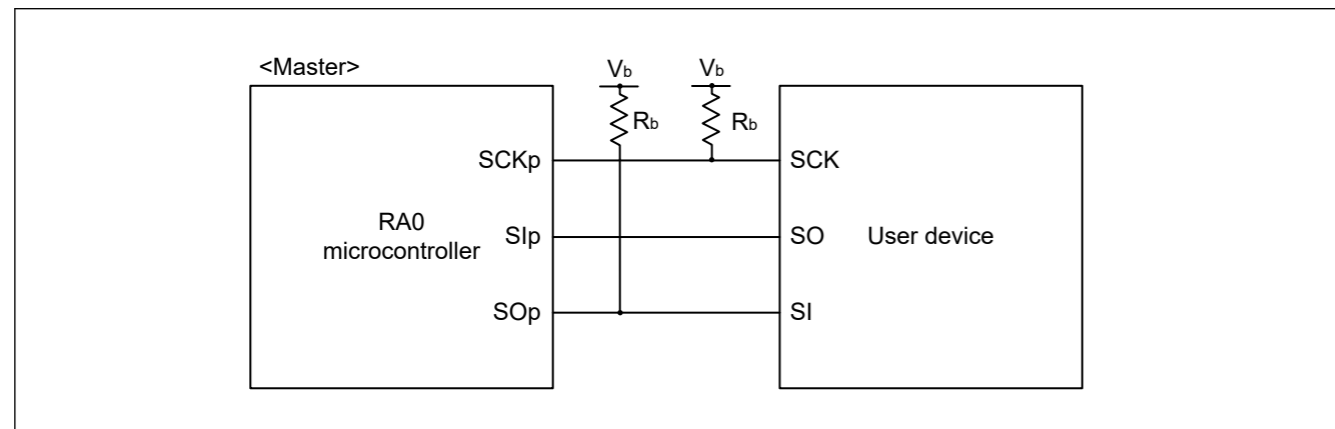 <Master>
Vb
Vb
Rb
Rb
SCKp
SCK
RA0
microcontroller
SIp
SO
User device
SOp
SI